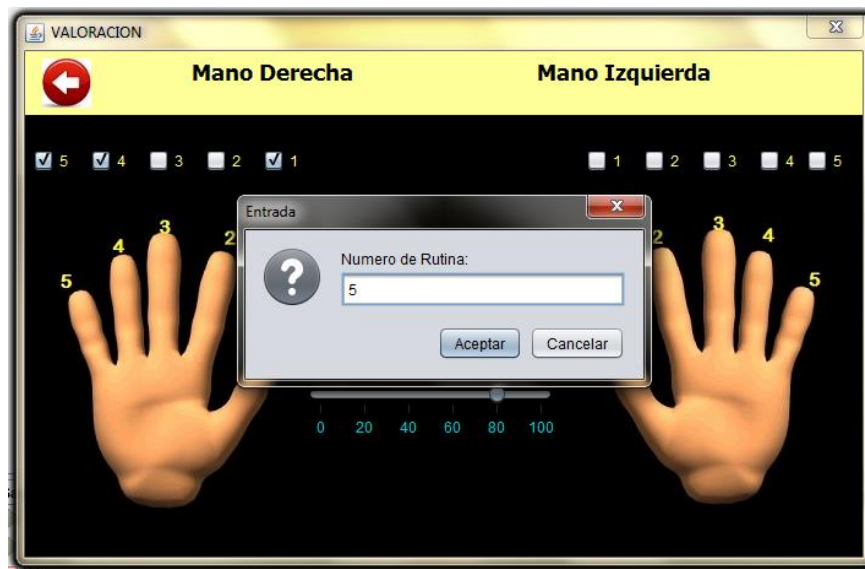 VALORACION
Mano Derecha Mano Izquierda
5 4 3 2 1 1 2 3 4 5
Entrada
Numero de Rutina:
5
Aceptar Cancelar
5 4 3 2 2 3 4 5
0 20 40 60 80 100